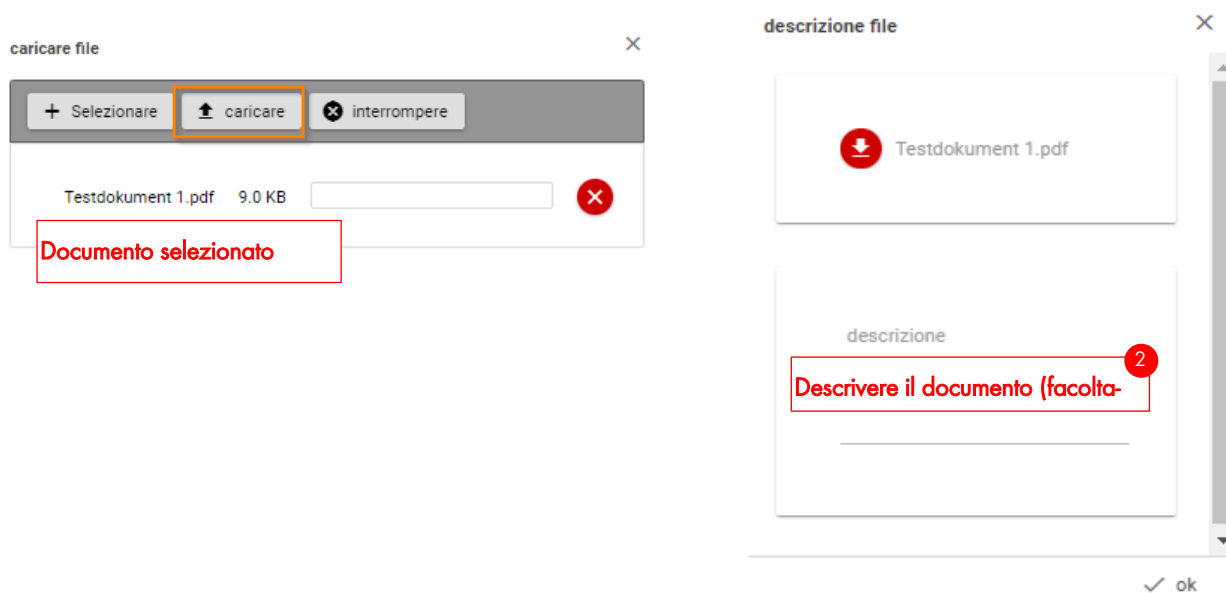 caricare file
Selezionare caricare interrompere
Testdokument 1.pdf 9.0 KB
Documento selezionato
descrizione file
Testdokument 1.pdf
descrizione
2
Descrivere il documento (facolta-
ok